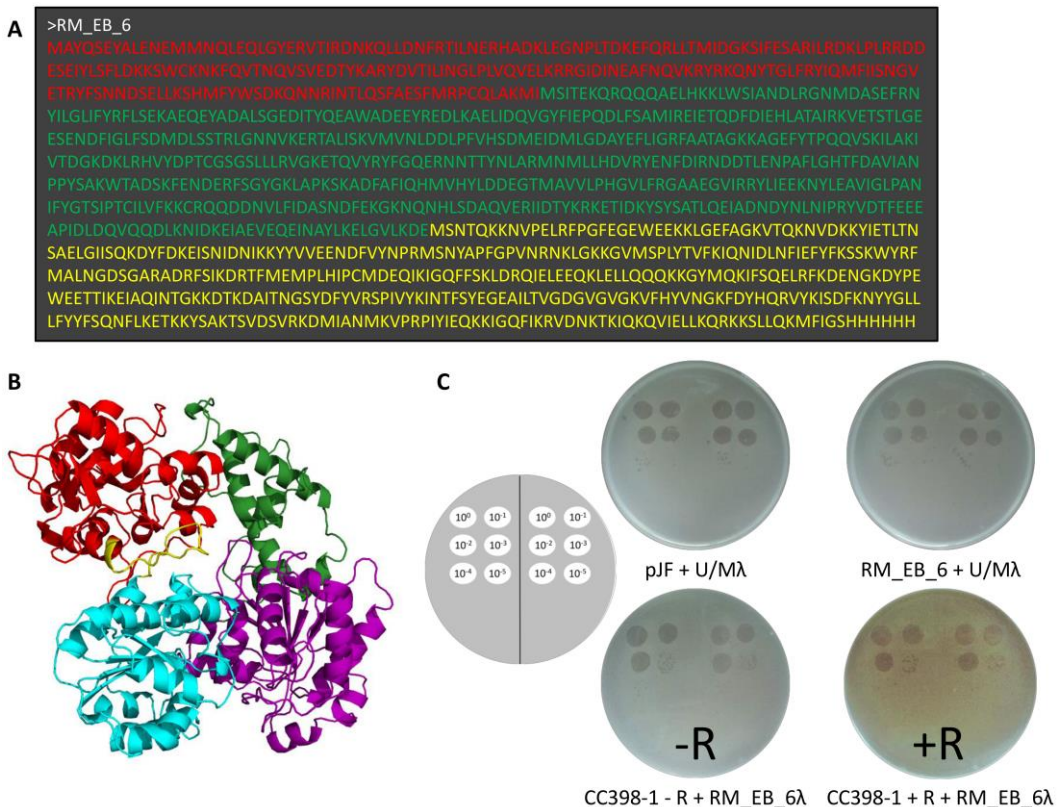 A
>RM_EB_6
MAYQSEYALENEMMNQLEQLGYERVTIRDNKQLLDNFRTILNERHADKLEGNPLTDKEFQRLLTMIDGKSIFESARILRDKLPLRRDD
ESEIYLSFLDKKSWCKNKFQVTNQVSVEDTYKARYDVTILINGLPLVQVELKRRGIDINEAFNQVKRYRKQNYTGLFRYIQMFIISNGV
ETRYFSNNDSELLKSHMFYWSDKQNNRINTLQSFAESFMRPCQLAKMIMSITEKQRQQQAELHKKLWSIANDLRGNMDASEFRN
YILGLIFYRFLSEKAEQEYADALSGEDITYQEAWADEEYREDLKAELIDQVGYFIEPQDLFSAMIREIETQDFDIEHLATAIRKVETSTLGE
ESENDFIGLFSDMDLSSTRLGNNVKERTALISKVMVNLDDLPFVHSDMEIDMLGDAYEFLIGRFAATAGKKAGEFYTPQQVSKILAKI
VTDGKDKLRHVYDPTCGSGSLLLRVGKETQVYRYFGQERNNTTYNLARMNMLLHDVRYENFDIRNDDTLENPAFLGHTFDAVIAN
PPYSAKWTADSKFENDERFSGYGKLAPKSKADFAFIQHMVHYLDDEGTMAVVLPHGVLFRGAAEGVIRRYLIEEKNYLEAVIGLPAN
IFYGTSIPTCILVFKKCRQQDDNVLFIDASNDFEKGKNQNHLSDAQVERIIDTYKRKETIDKYSYSATLQEIADNDYNLNIPRYVDTFEEE
APIDLDQVQQDLKNIDKEIAEVEQEINAYLKELGVLKDEMSNTQKKNVPELRFPGFEGEWEEKKLGEFAGKVTQKNVDKKYIETLTN
SAELGIISQKDYFDKEISNIDNIKKYYVVEENDFVYNPRMSNYAPFGPVNRNKLGKKGVMSPLYTVFKIQNIDLNFIEFYFKSSKWYRF
MALNGDSGARADRFSIKDRTFMEMPLHIPCMDEQIKIGQFFSKLDRQIELEEQKLELLQQQKKGYMQKIFSQELRFKDENGKDYPE
WEETTIKEIAQINTGKKDTKDAITNGSYDFYVRSPIVYKINTFSYEGEAILTVGDGVGVGKVFHYVNGKFDYHQRVYKISDFKNYYGLL
LFYYFSQNFLKETKKYSAKTSVDSVRKDMIANMKVPRPIYIEQKKIGQFIKRVDNKTKIQKQVIELLKQRKKSLLQKMFIGSHHHHHH
B
C
10⁰ 10⁻¹ 10⁰ 10⁻¹
10⁻² 10⁻³ 10⁻² 10⁻³
10⁻⁴ 10⁻⁵ 10⁻⁴ 10⁻⁵
pJF + U/Mλ
RM_EB_6 + U/Mλ
-R
+R
CC398-1 - R + RM_EB_6λ
CC398-1 + R + RM_EB_6λ